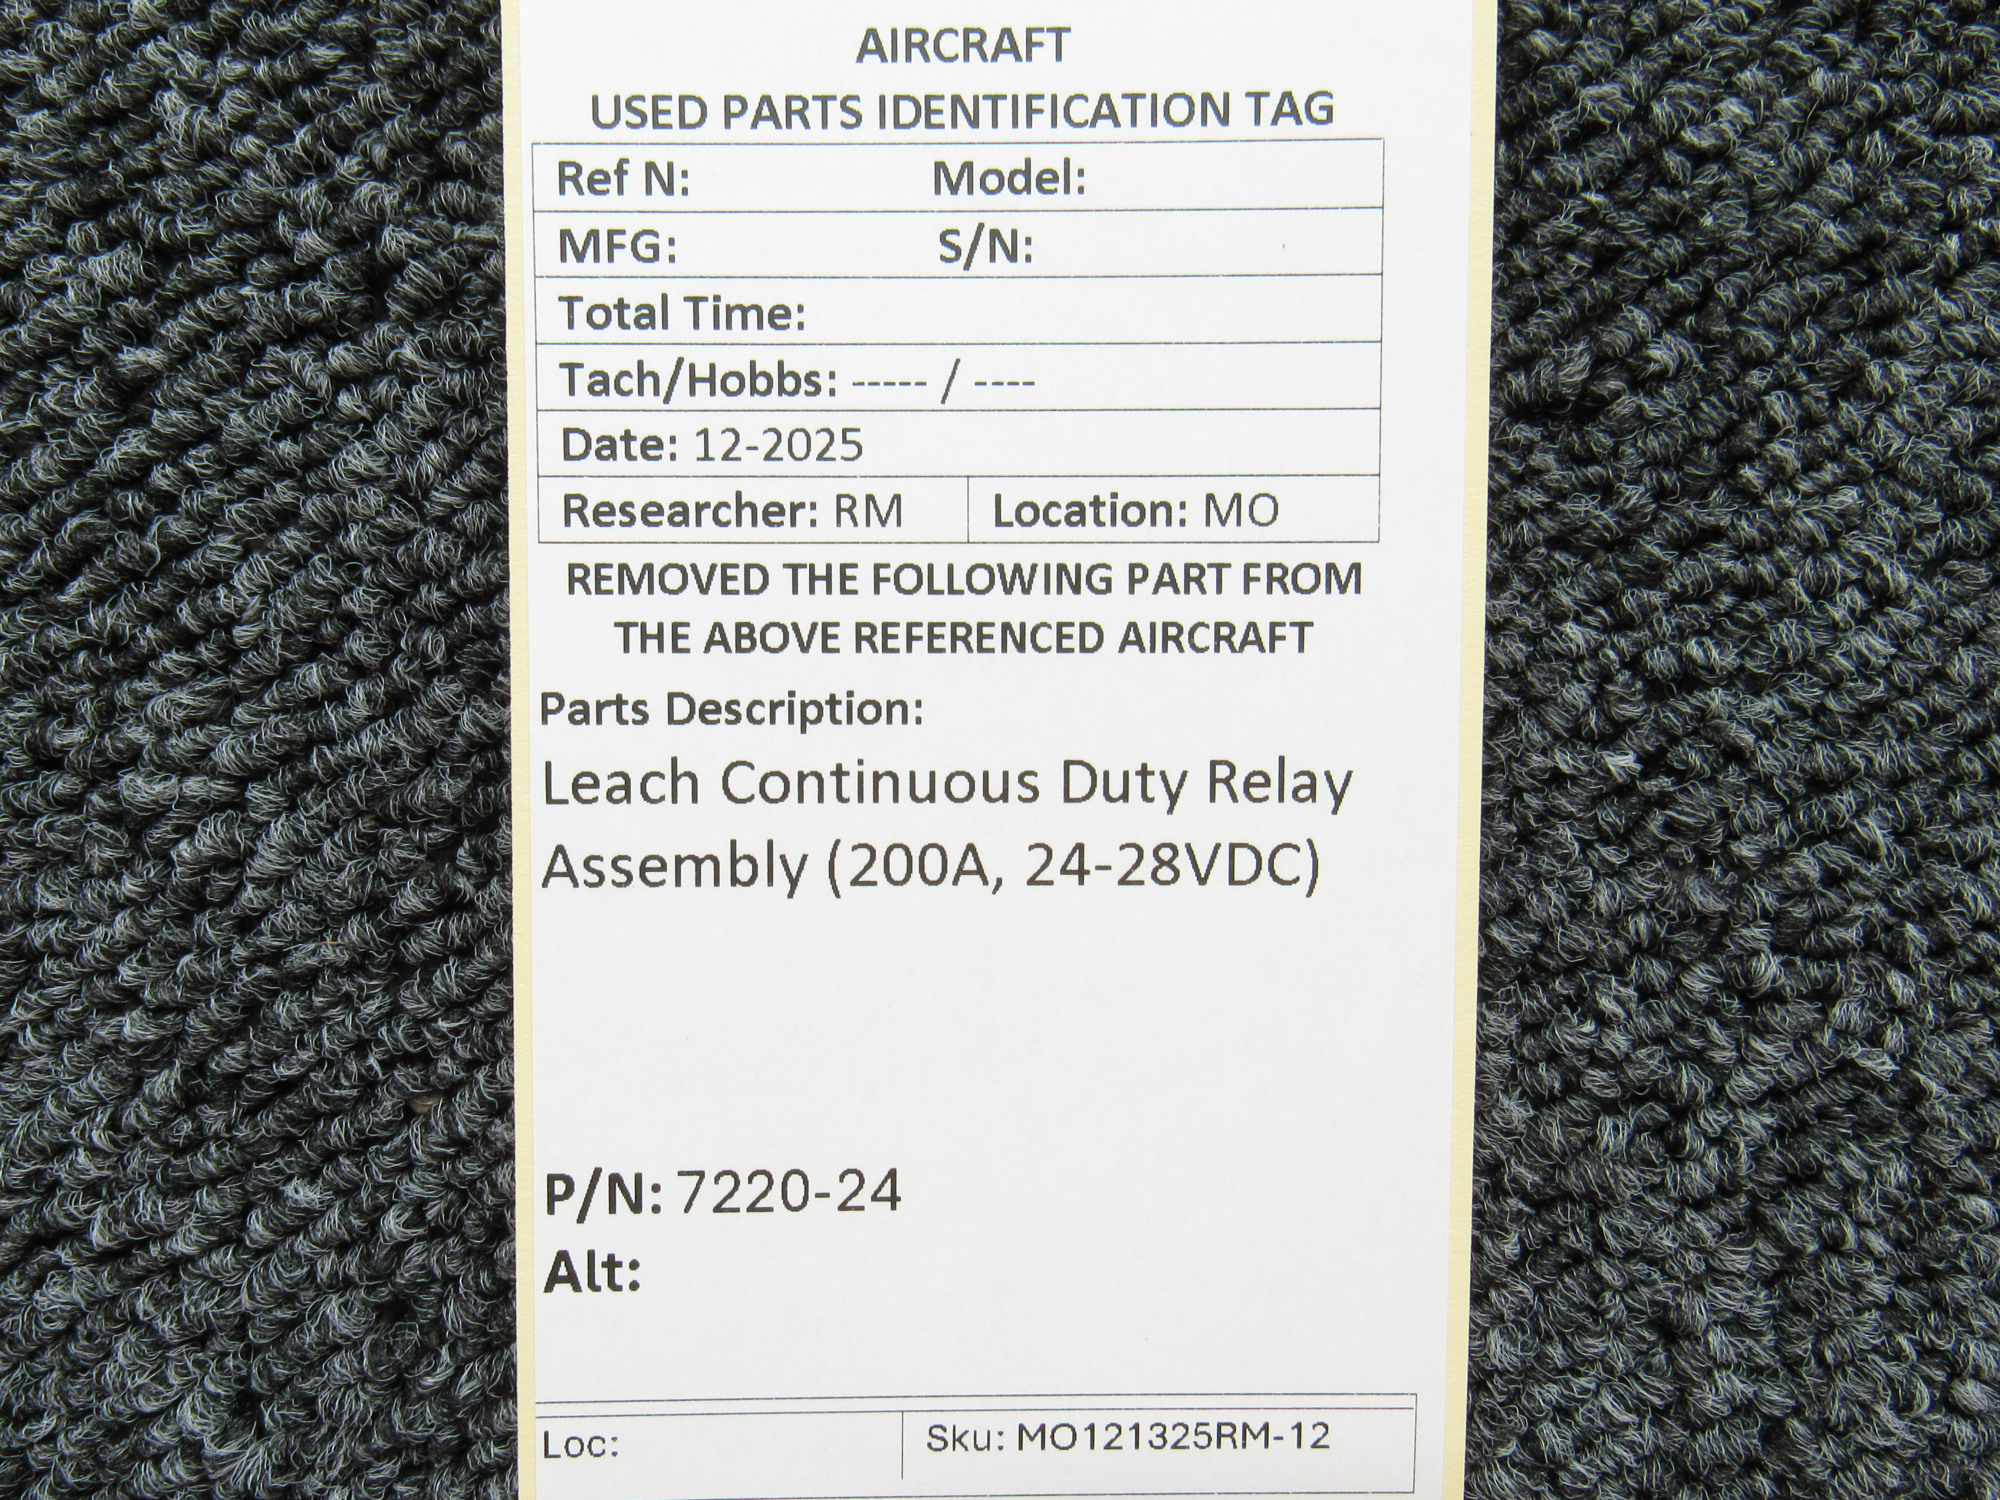 AIRCRAFT
USED PARTS IDENTIFICATION TAG
Ref N: Model:
MFG: S/N:
Total Time:
Tach/Hobbs: ----- / ----
Date: 12-2025
Researcher: RM Location: MO
REMOVED THE FOLLOWING PART FROM
THE ABOVE REFERENCED AIRCRAFT
Parts Description:
Leach Continuous Duty Relay
Assembly (200A, 24-28VDC)
P/N: 7220-24
Alt:
Loc: Sku: MO121325RM-12